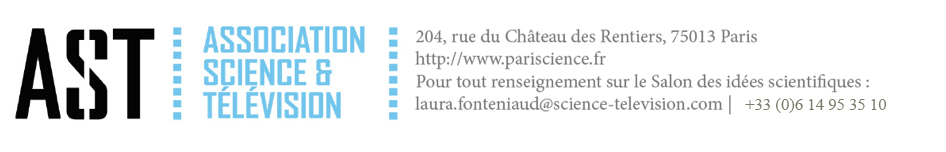 AST
ASSOCIATION
SCIENCE &
TÉLÉVISION
204, rue du Château des Rentiers, 75013 Paris
http://www.pariscience.fr
Pour tout renseignement sur le Salon des idées scientifiques :
laura.fonteniaud@science-television.com | +33 (0)6 14 95 35 10